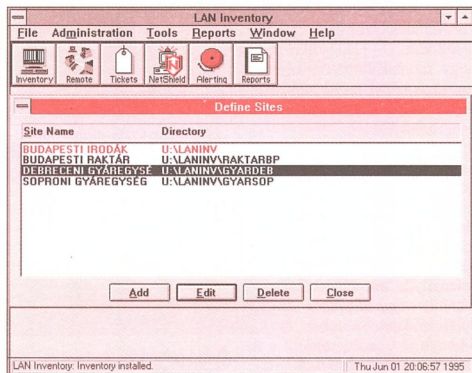 LAN Inventory
File Administration Tools Reports Window Help
Inventory Remote Tickets NetShield Alerting Reports
Define Sites
Site Name Directory
BUDAPESTI IRODÁK U:\LANINV
BUDAPESTI RAKTÁR U:\LANINV\RAKTARBP
DEBRECENI GYÁREGYSÉ U:\LANINV\GYARDEB
SOPRONI GYÁREGYSÉG U:\LANINV\GYARSOP
Add Edit Delete Close
LAN Inventory: Inventory installed. Thu Jun 01 20:06:57 1995